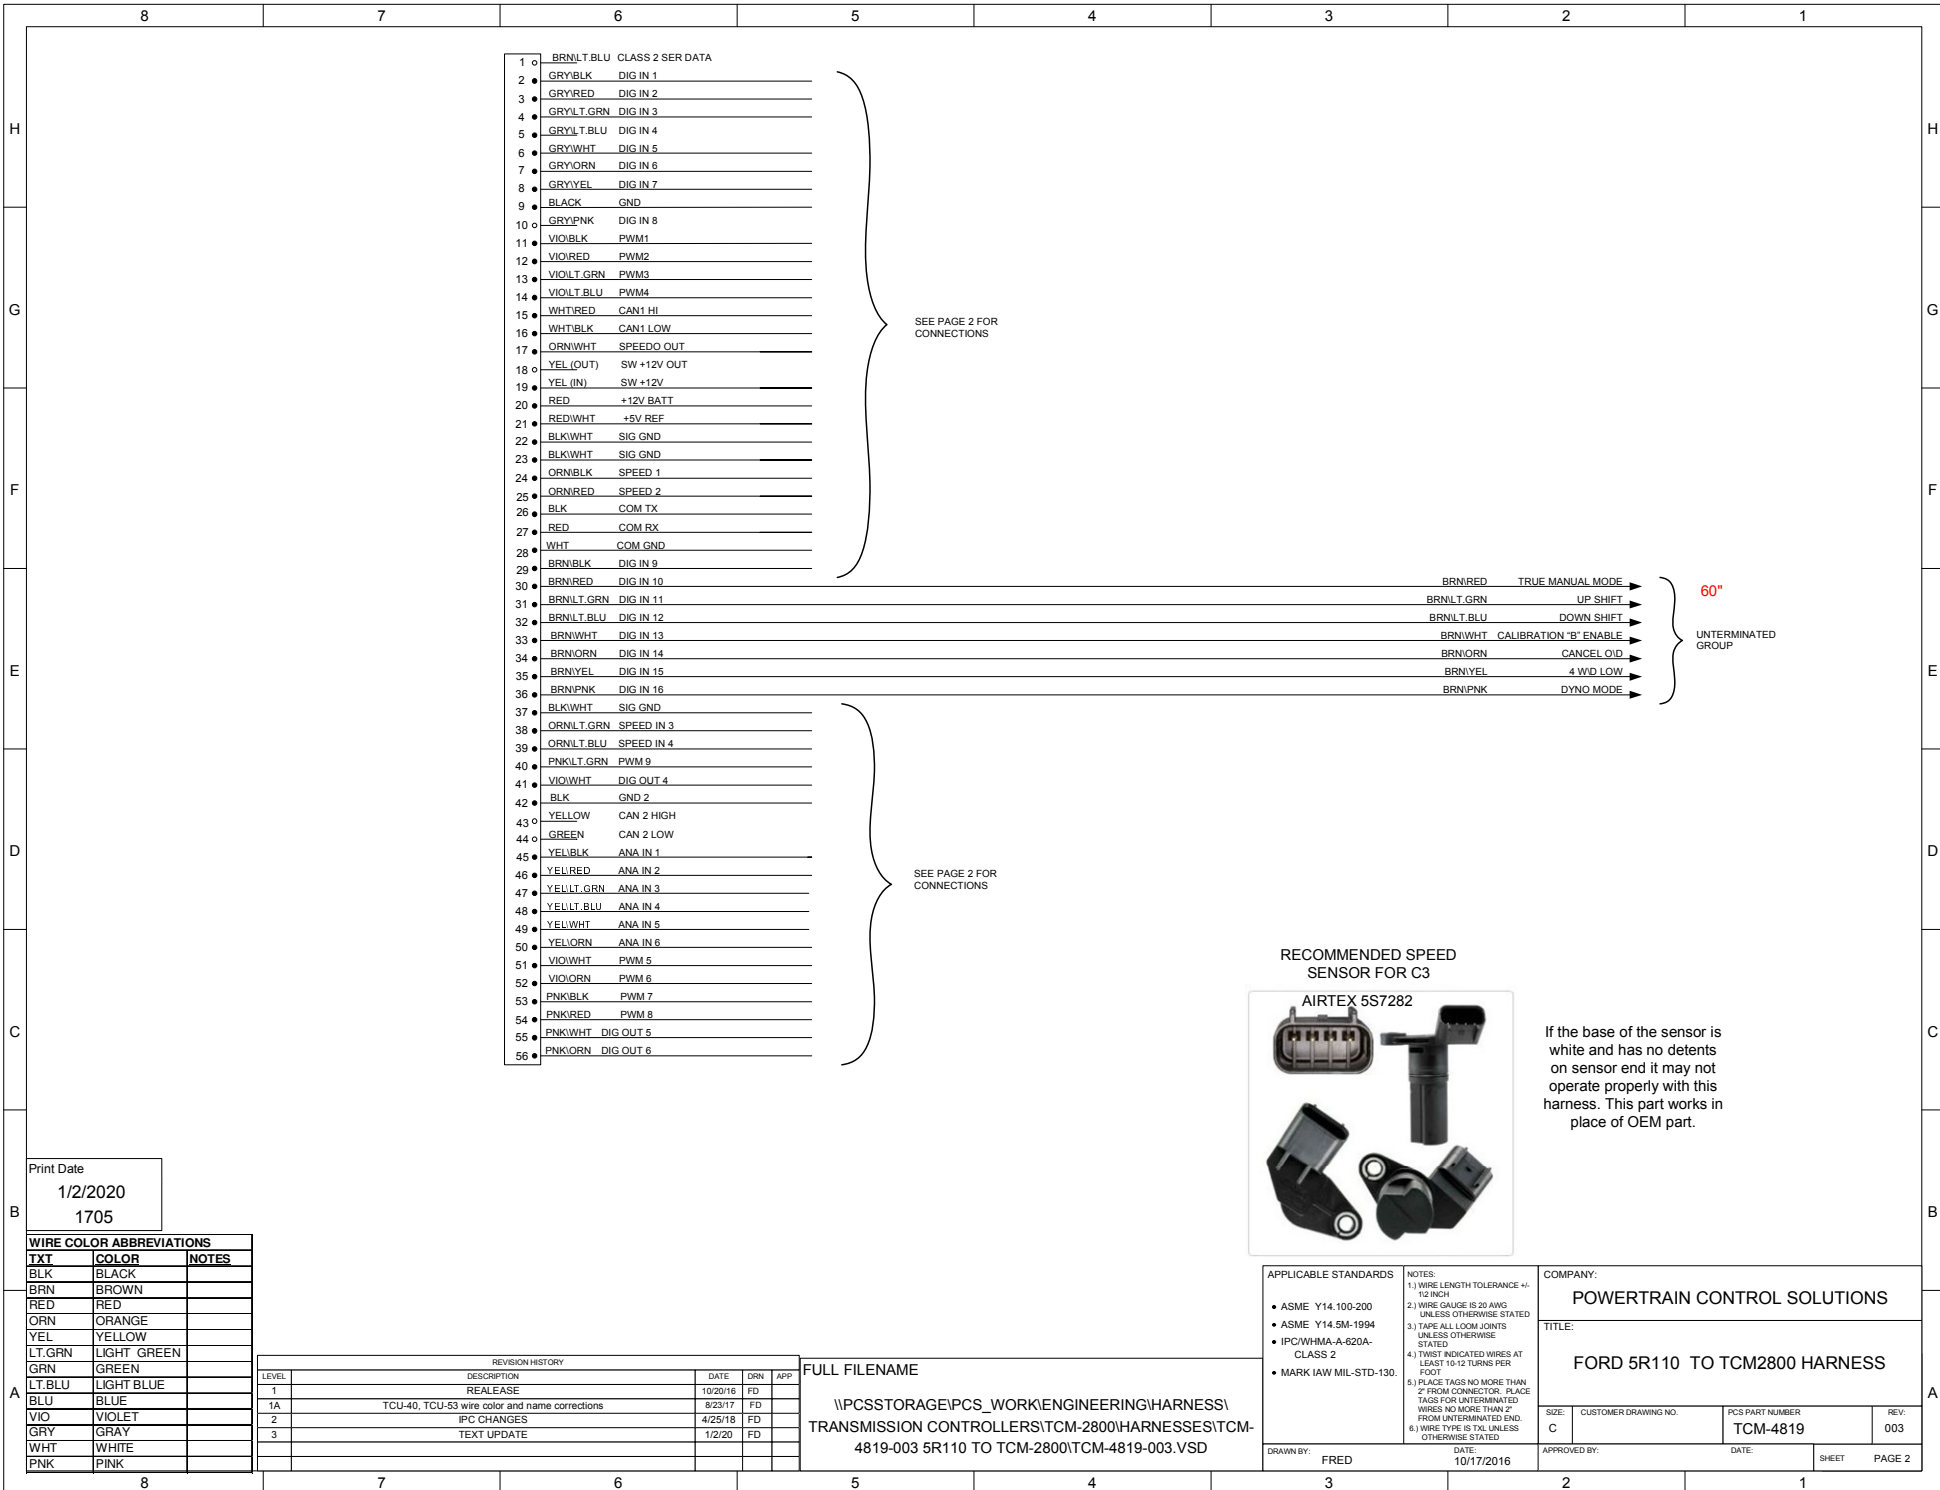 8 7 6 5 4 3 2 1
H
G
F
E
D
C
B
A
H
G
F
E
D
C
B
A
1 BRN\LT.BLU CLASS 2 SER DATA
2 GRY\BLK DIG IN 1
3 GRY\RED DIG IN 2
4 GRY\LT.GRN DIG IN 3
5 GRY\LT.BLU DIG IN 4
6 GRY\WHT DIG IN 5
7 GRY\ORN DIG IN 6
8 GRY\YEL DIG IN 7
9 BLACK GND
10 GRY\PNK DIG IN 8
11 VIO\BLK PWM1
12 VIO\RED PWM2
13 VIO\LT.GRN PWM3
14 VIO\LT.BLU PWM4
15 WHT\RED CAN1 HI
16 WHT\BLK CAN1 LOW
17 ORN\WHT SPEEDO OUT
18 YEL (OUT) SW +12V OUT
19 YEL (IN) SW +12V
20 RED +12V BATT
21 RED\WHT +5V REF
22 BLK\WHT SIG GND
23 BLK\WHT SIG GND
24 ORN\BLK SPEED 1
25 ORN\RED SPEED 2
26 BLK COM TX
27 RED COM RX
28 WHT COM GND
29 BRN\BLK DIG IN 9
SEE PAGE 2 FOR
CONNECTIONS
30 BRN\RED DIG IN 10 BRN\RED TRUE MANUAL MODE
31 BRN\LT.GRN DIG IN 11 BRN\LT.GRN UP SHIFT
32 BRN\LT.BLU DIG IN 12 BRN\LT.BLU DOWN SHIFT
33 BRN\WHT DIG IN 13 BRN\WHT CALIBRATION "B" ENABLE
34 BRN\ORN DIG IN 14 BRN\ORN CANCEL O\D
35 BRN\YEL DIG IN 15 BRN\YEL 4 W\D LOW
36 BRN\PNK DIG IN 16 BRN\PNK DYNO MODE
60"
UNTERMINATED
GROUP
37 BLK\WHT SIG GND
38 ORN\LT.GRN SPEED IN 3
39 ORN\LT.BLU SPEED IN 4
40 PNK\LT.GRN PWM 9
41 VIO\WHT DIG OUT 4
42 BLK GND 2
43 YELLOW CAN 2 HIGH
44 GREEN CAN 2 LOW
45 YEL\BLK ANA IN 1
46 YEL\RED ANA IN 2
47 YEL\LT.GRN ANA IN 3
48 YEL\LT.BLU ANA IN 4
49 YEL\WHT ANA IN 5
50 YEL\ORN ANA IN 6
51 VIO\WHT PWM 5
52 VIO\ORN PWM 6
53 PNK\BLK PWM 7
54 PNK\RED PWM 8
55 PNK\WHT DIG OUT 5
56 PNK\ORN DIG OUT 6
SEE PAGE 2 FOR
CONNECTIONS
RECOMMENDED SPEED
SENSOR FOR C3
AIRTEX 5S7282
If the base of the sensor is
white and has no detents
on sensor end it may not
operate properly with this
harness. This part works in
place of OEM part.
Print Date
1/2/2020
1705
WIRE COLOR ABBREVIATIONS
TXT COLOR NOTES
BLK BLACK
BRN BROWN
RED RED
ORN ORANGE
YEL YELLOW
LT.GRN LIGHT GREEN
GRN GREEN
LT.BLU LIGHT BLUE
BLU BLUE
VIO VIOLET
GRY GRAY
WHT WHITE
PNK PINK
REVISION HISTORY
LEVEL DESCRIPTION DATE DRN APP
1 REALEASE 10/20/16 FD
1A TCU-40, TCU-53 wire color and name corrections 8/23/17 FD
2 IPC CHANGES 4/25/18 FD
3 TEXT UPDATE 1/2/20 FD
FULL FILENAME
\\PCSSTORAGE\PCS_WORK\ENGINEERING\HARNESS\
TRANSMISSION CONTROLLERS\TCM-2800\HARNESSES\TCM-
4819-003 5R110 TO TCM-2800\TCM-4819-003.VSD
APPLICABLE STANDARDS
• ASME Y14.100-200
• ASME Y14.5M-1994
• IPC/WHMA-A-620A-
CLASS 2
• MARK IAW MIL-STD-130.
NOTES:
1.) WIRE LENGTH TOLERANCE +/-
1\2 INCH
2.) WIRE GAUGE IS 20 AWG
UNLESS OTHERWISE STATED
3.) TAPE ALL LOOM JOINTS
UNLESS OTHERWISE
STATED
4.) TWIST INDICATED WIRES AT
LEAST 10-12 TURNS PER
FOOT
5.) PLACE TAGS NO MORE THAN
2" FROM CONNECTOR. PLACE
TAGS FOR UNTERMINATED
WIRES NO MORE THAN 2"
FROM UNTERMINATED END.
6.) WIRE TYPE IS TXL UNLESS
OTHERWISE STATED
DRAWN BY: FRED
DATE: 10/17/2016
COMPANY:
POWERTRAIN CONTROL SOLUTIONS
TITLE:
FORD 5R110 TO TCM2800 HARNESS
SIZE: C
CUSTOMER DRAWING NO.
PCS PART NUMBER
TCM-4819
REV: 003
APPROVED BY:
DATE:
SHEET PAGE 2
8 7 6 5 4 3 2 1